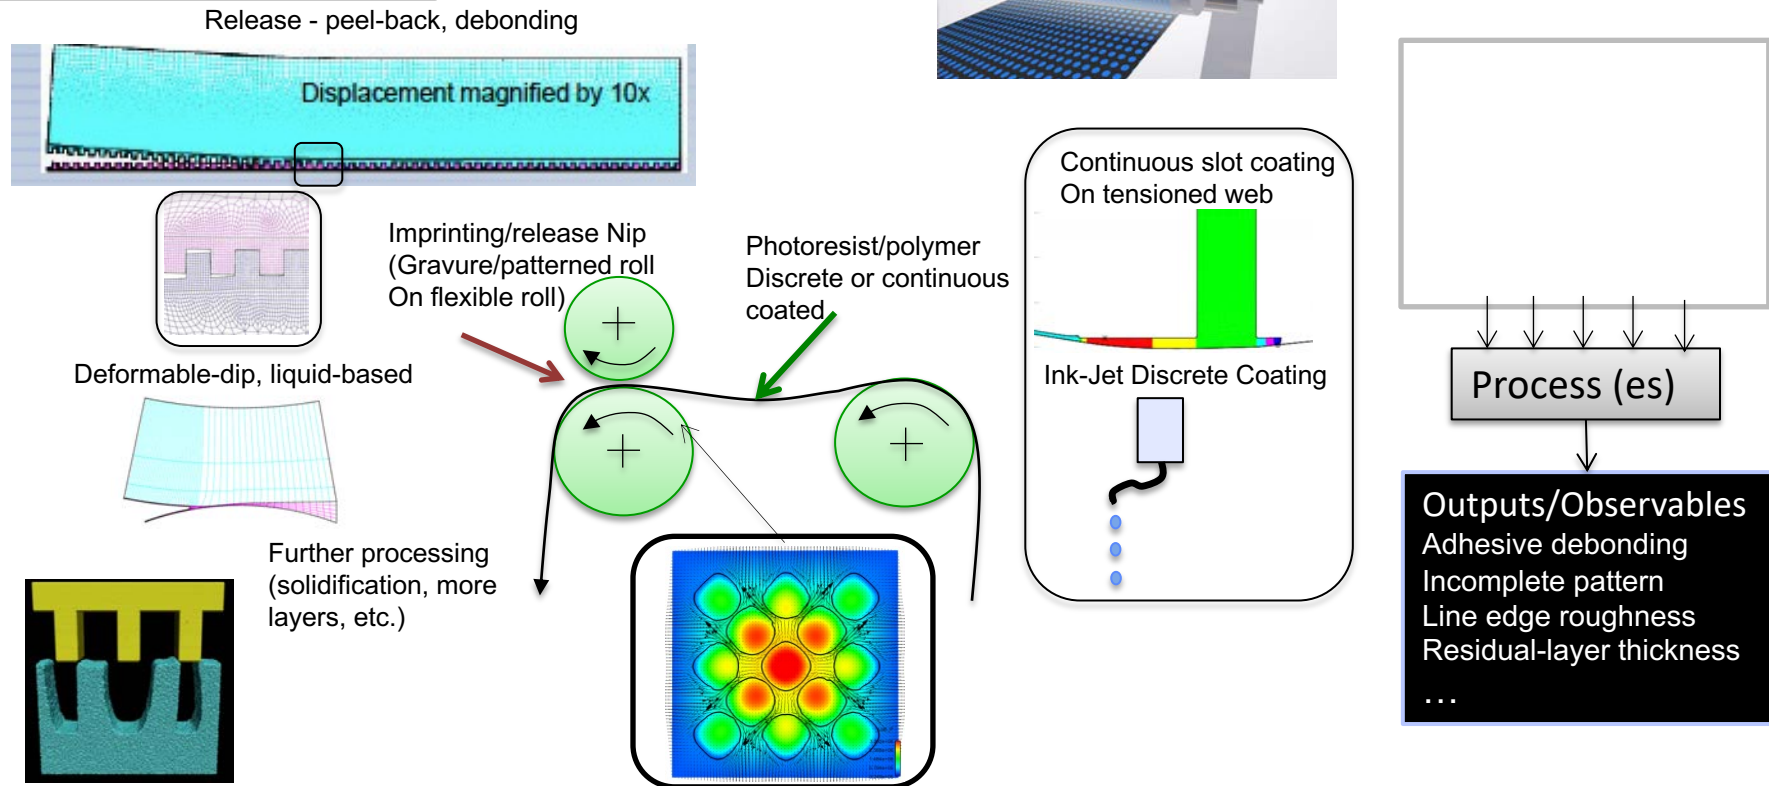 Release - peel-back, debonding
Displacement magnified by 10x
Imprinting/release Nip
(Gravure/patterned roll
On flexible roll)
Photoresist/polymer
Discrete or continuous
coated
Continuous slot coating
On tensioned web
Ink-Jet Discrete Coating
Deformable-dip, liquid-based
Further processing
(solidification, more
layers, etc.)
Process (es)
Outputs/Observables
Adhesive debonding
Incomplete pattern
Line edge roughness
Residual-layer thickness
…